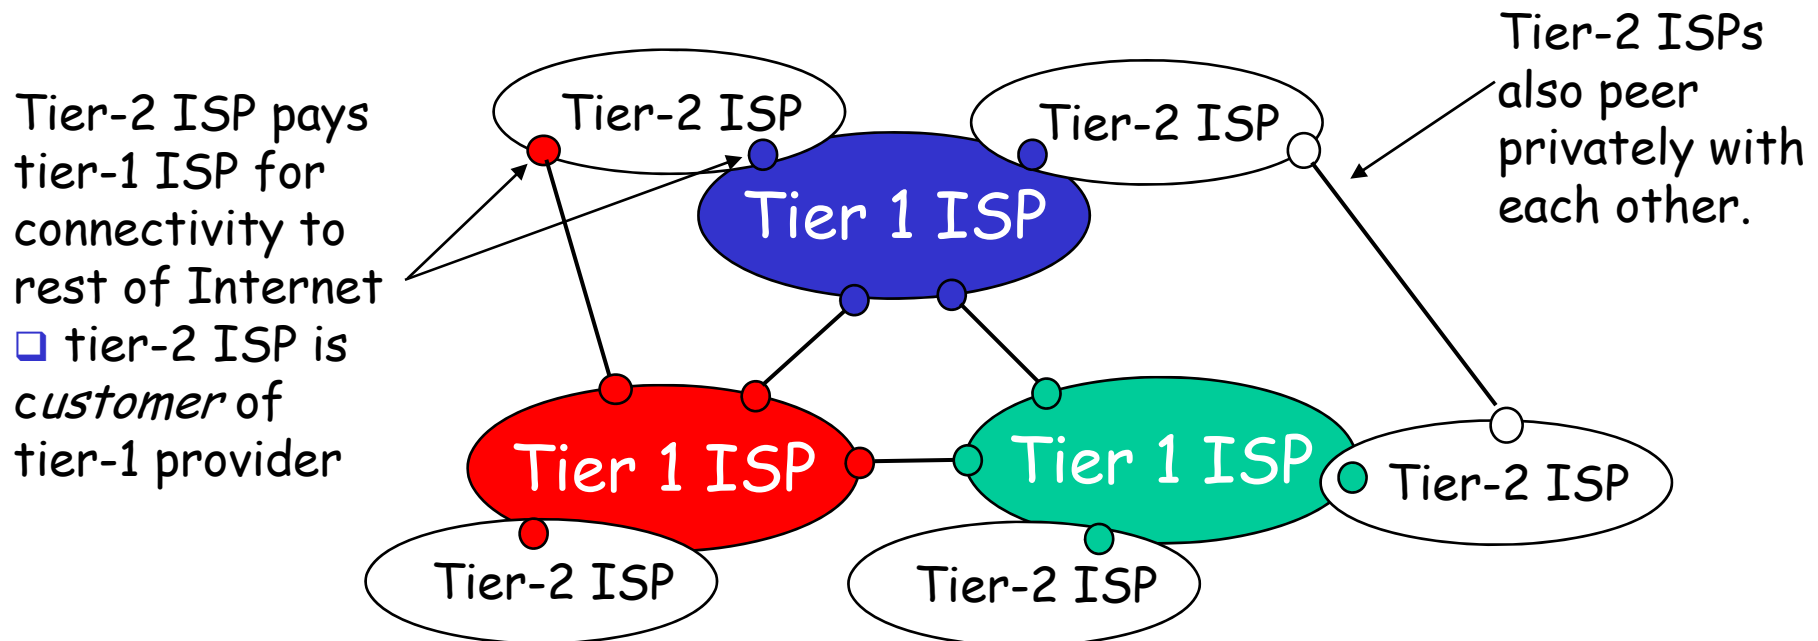 Tier-2 ISP pays
tier-1 ISP for
connectivity to
rest of Internet
❑ tier-2 ISP is
customer of
tier-1 provider
Tier-2 ISP
Tier-2 ISP
Tier-2 ISPs
also peer
privately with
each other.
Tier 1 ISP
Tier 1 ISP
Tier 1 ISP
Tier-2 ISP
Tier-2 ISP
Tier-2 ISP